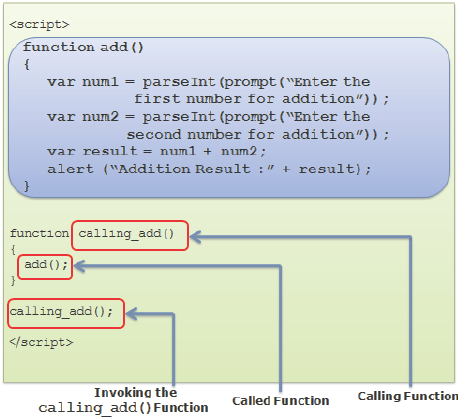 <script>
function add()
{
var num1 = parseInt(prompt(“Enter the
first number for addition”));
var num2 = parseInt(prompt(“Enter the
second number for addition”));
var result = num1 + num2;
alert (“Addition Result :” + result);
}
function calling_add()
{
add();
}
calling_add();
</script>
Invoking the
calling_add() Function
Called Function
Calling Function